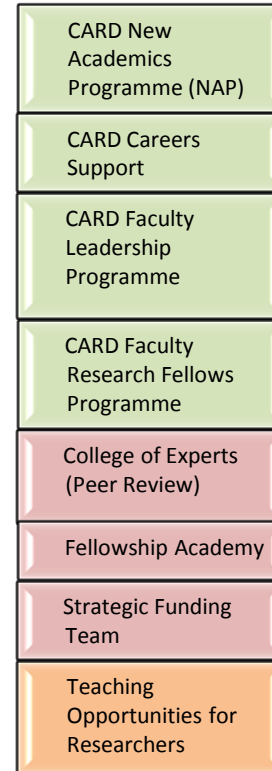 CARD New
Academics
Programme (NAP)
CARD Careers
Support
CARD Faculty
Leadership
Programme
CARD Faculty
Research Fellows
Programme
College of Experts
(Peer Review)
Fellowship Academy
Strategic Funding
Team
Teaching
Opportunities for
Researchers